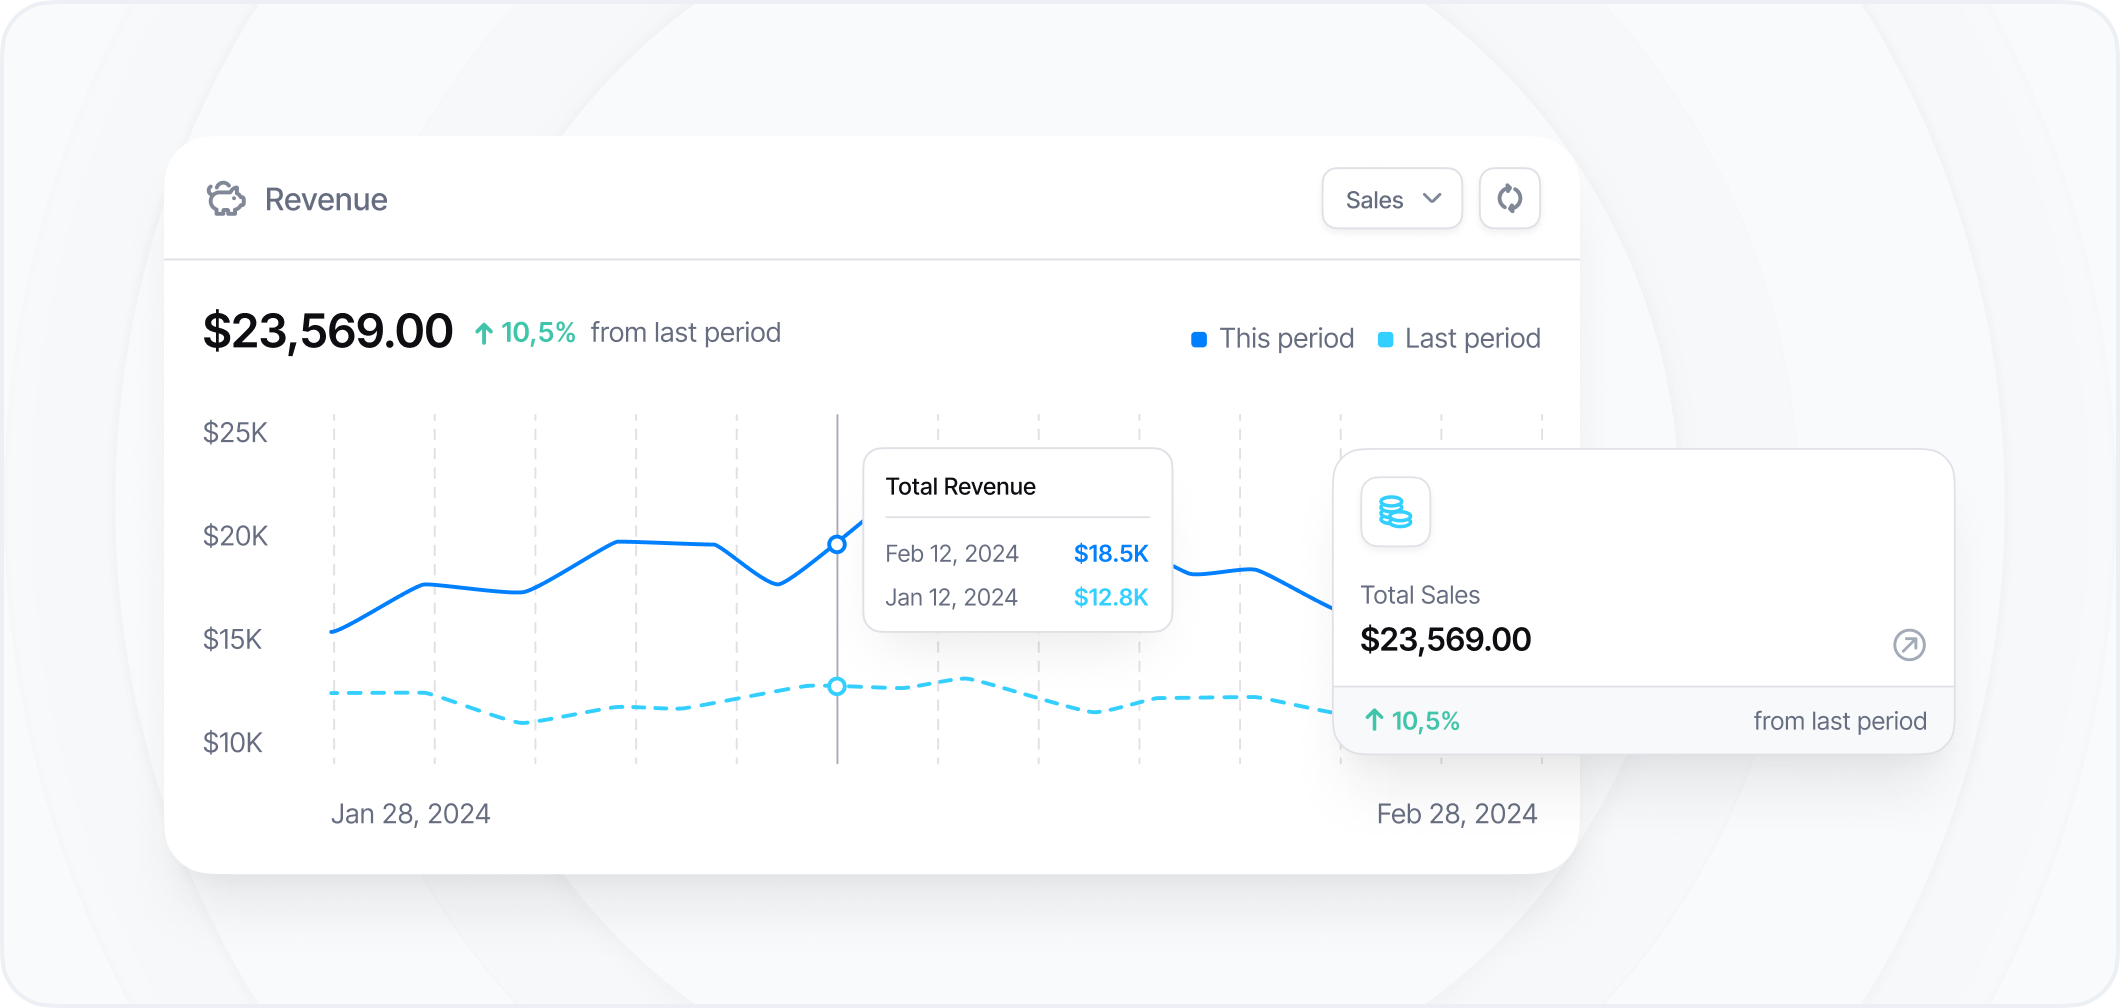 Revenue
Sales
$23,569.00 10,5% from last period
This period Last period
$25K
$20K
$15K
$10K
Total Revenue
Feb 12, 2024 $18.5K
Jan 12, 2024 $12.8K
Total Sales
$23,569.00
10,5% from last period
Jan 28, 2024 Feb 28, 2024